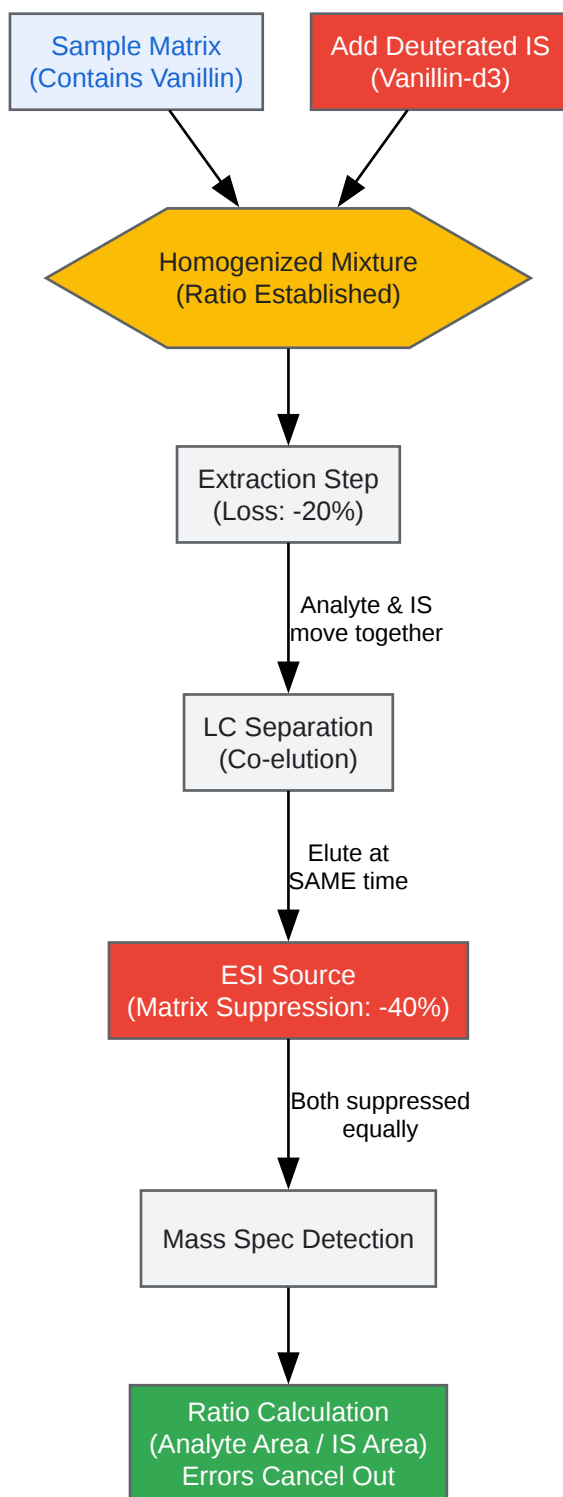 Sample Matrix
(Contains Vanillin)
Add Deuterated IS
(Vanillin-d3)
Homogenized Mixture
(Ratio Established)
Extraction Step
(Loss: -20%)
Analyte & IS
move together
LC Separation
(Co-elution)
Elute at
SAME time
ESI Source
(Matrix Suppression: -40%)
Both suppressed
equally
Mass Spec Detection
Ratio Calculation
(Analyte Area / IS Area)
Errors Cancel Out